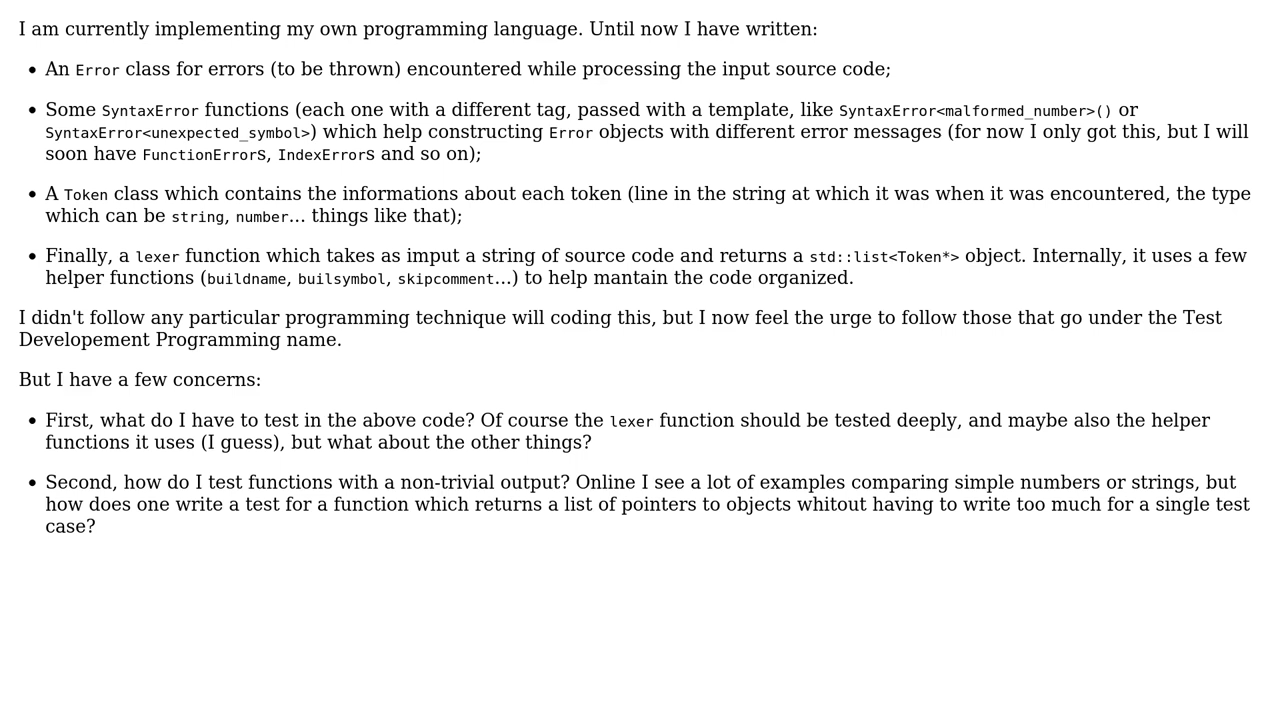 I am currently implementing my own programming language. Until now I have written:
• An Error class for errors (to be thrown) encountered while processing the input source code;
• Some SyntaxError functions (each one with a different tag, passed with a template, like SyntaxError<malformed_number>() or
SyntaxError<unexpected_symbol>) which help constructing Error objects with different error messages (for now I only got this, but I will
soon have FunctionErrors, IndexErrors and so on);
• A Token class which contains the informations about each token (line in the string at which it was when it was encountered, the type
which can be string, number... things like that);
• Finally, a lexer function which takes as imput a string of source code and returns a std::list<Token*> object. Internally, it uses a few
helper functions (buildname, builsymbol, skipcomment...) to help mantain the code organized.
I didn't follow any particular programming technique will coding this, but I now feel the urge to follow those that go under the Test
Developement Programming name.
But I have a few concerns:
• First, what do I have to test in the above code? Of course the lexer function should be tested deeply, and maybe also the helper
functions it uses (I guess), but what about the other things?
• Second, how do I test functions with a non-trivial output? Online I see a lot of examples comparing simple numbers or strings, but
how does one write a test for a function which returns a list of pointers to objects whitout having to write too much for a single test
case?